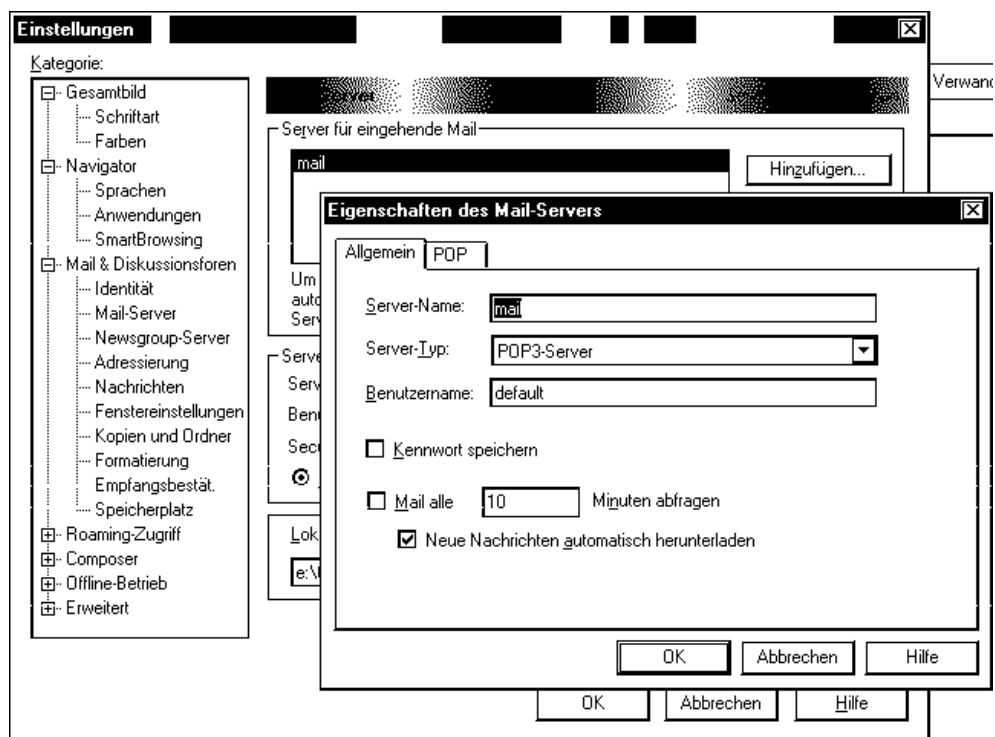 Einstellungen
Kategorie:
Gesamtbild
Schriftart
Farben
Navigator
Sprachen
Anwendungen
SmartBrowsing
Mail & Diskussionsforen
Identität
Mail-Server
Newsgroup-Server
Adressierung
Nachrichten
Fenstereinstellungen
Kopien und Ordner
Formatierung
Empfangsbestät.
Speicherplatz
Roaming-Zugriff
Composer
Offline-Betrieb
Erweitert
Server für eingehende Mail
mail
Hinzufügen...
Um
Eigenschaften des Mail-Servers
Allgemein
POP
Server-Name: mail
Server-Typ: POP3-Server
Benutzername: default
Kennwort speichern
Mail alle 10 Minuten abfragen
Neue Nachrichten automatisch herunterladen
OK Abbrechen Hilfe
OK Abbrechen Hilfe